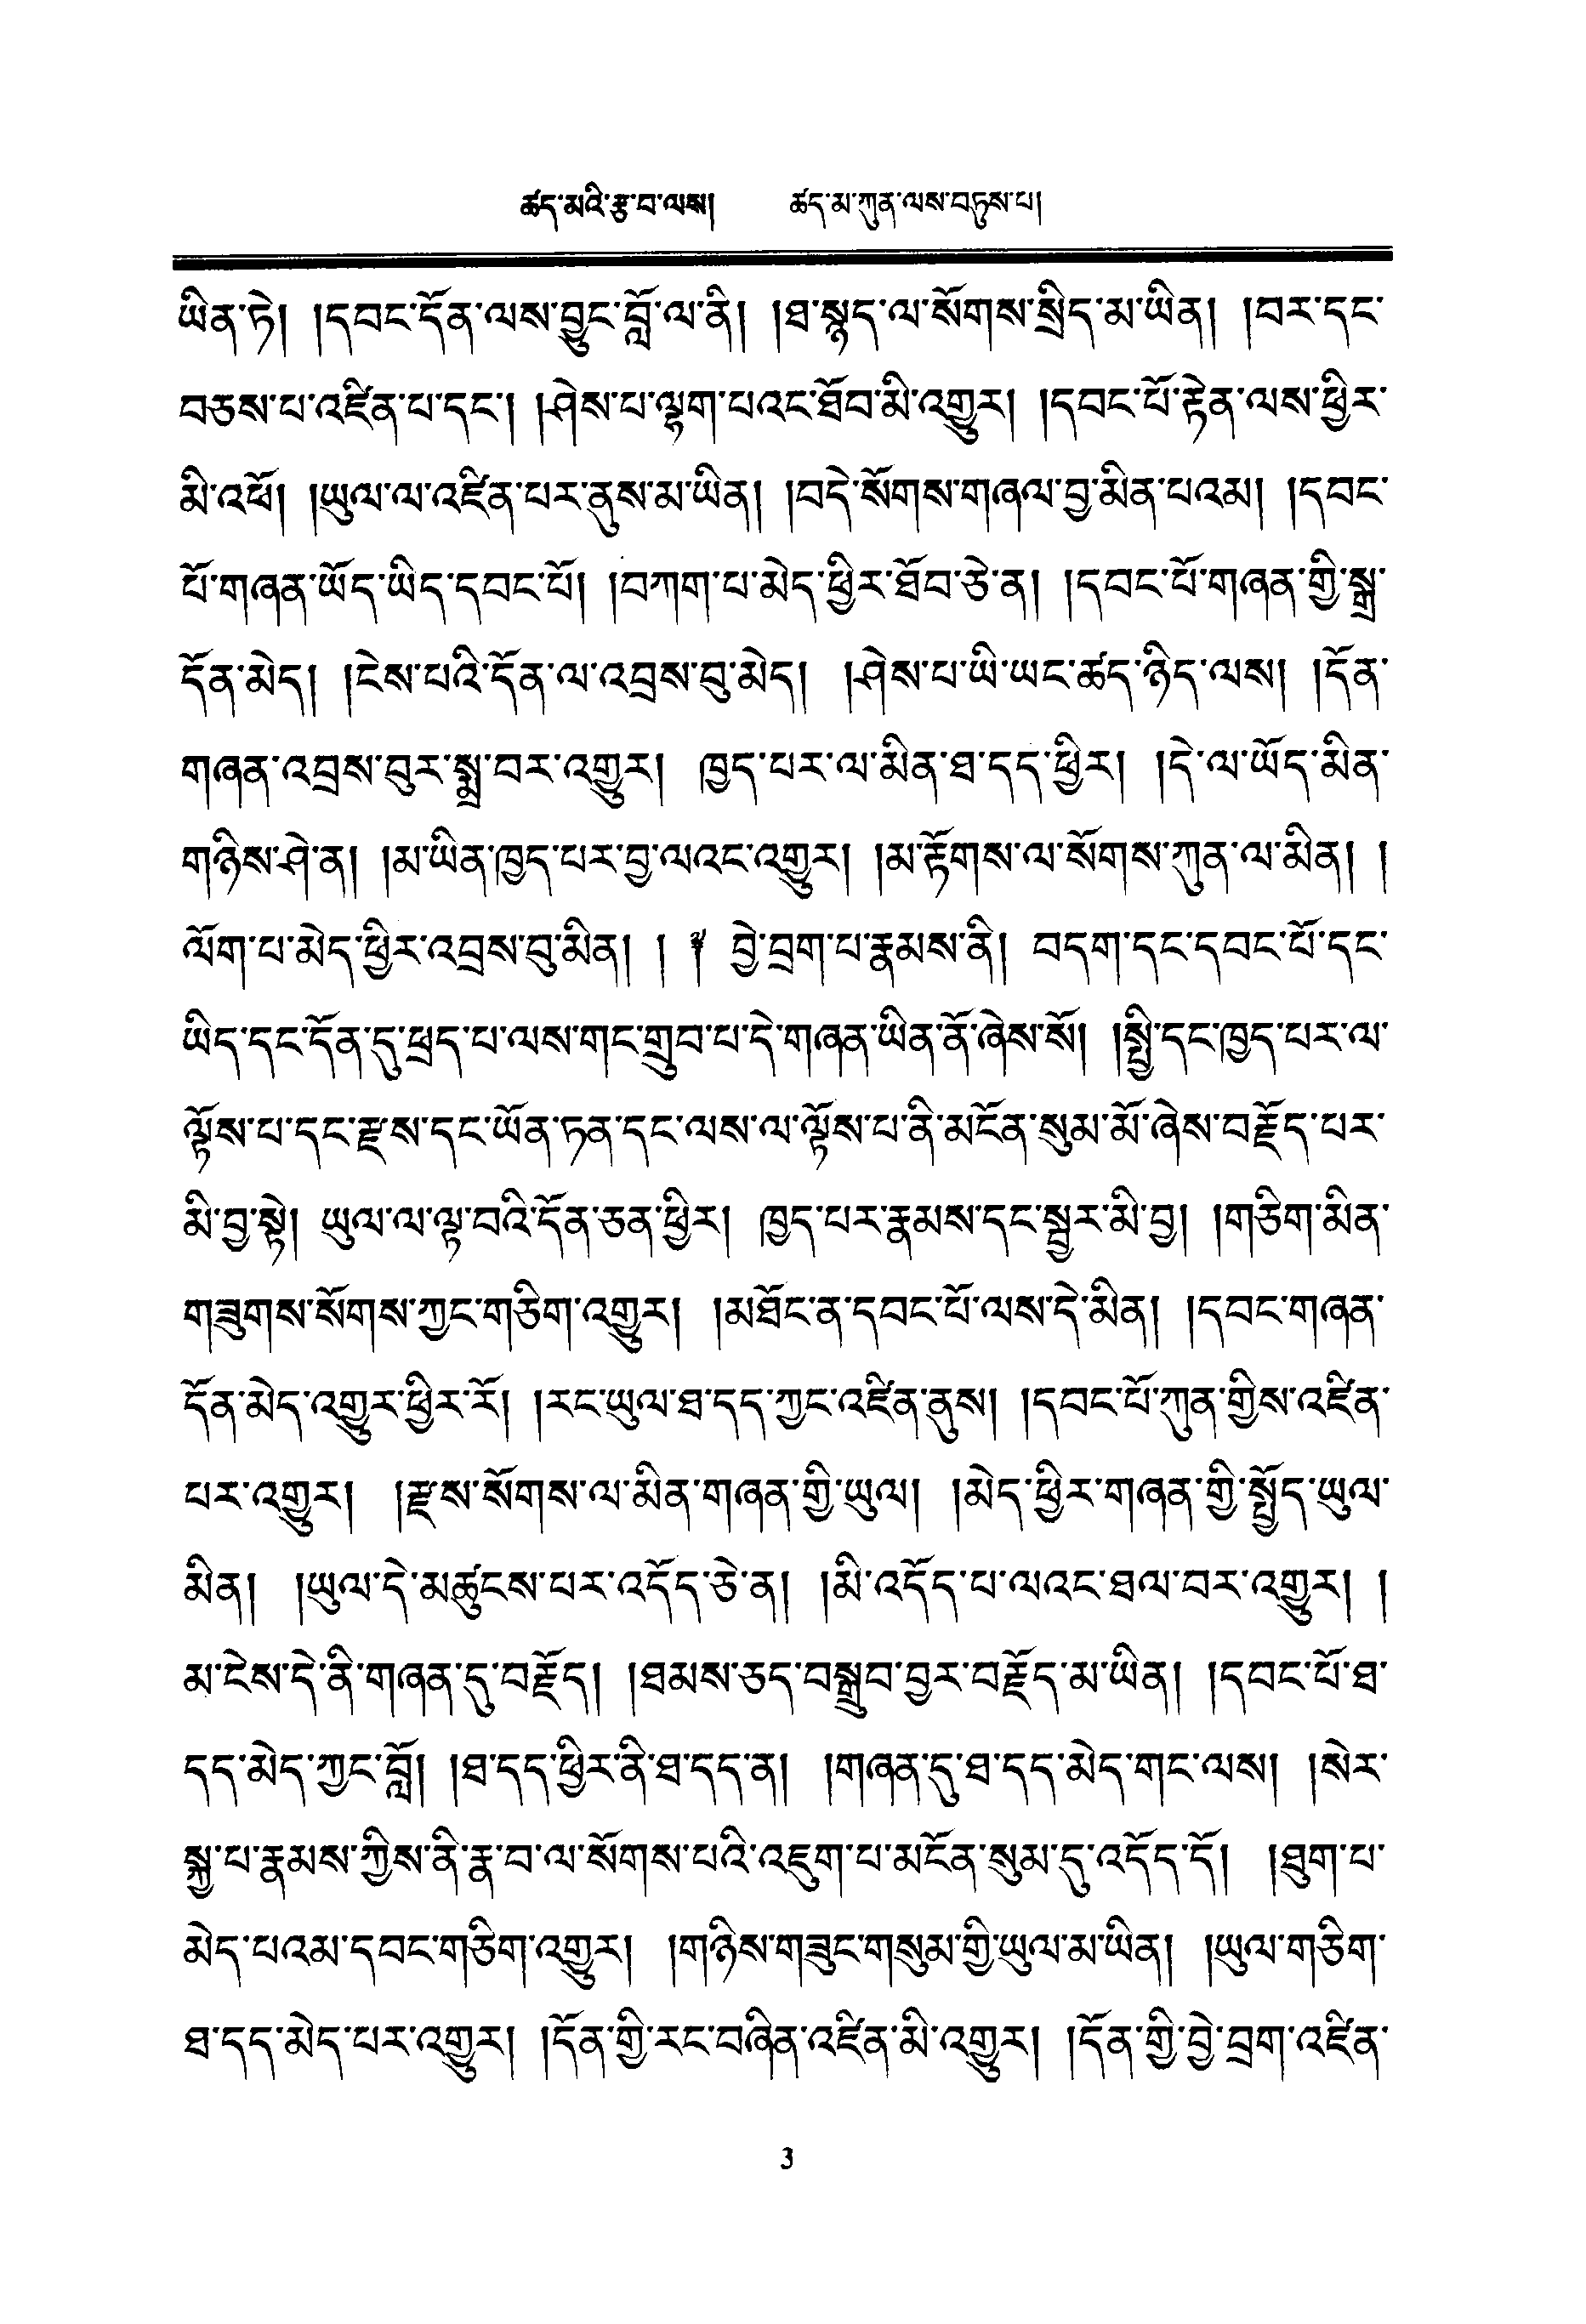 ཚད་མའི་རྩ་བ་ལས། ཚད་མ་ཀུན་ལས་བཏུས་པ།
ཡིན་ཏེ། །དབང་དོན་ལས་བྱུང་བློ་ལ་ནི། །ཐ་སྙད་ལ་སོགས་སྲིད་མ་ཡིན། །བར་དང་
བཅས་པ་འཛིན་པ་དང་། །ཤེས་པ་ལྷག་པའང་ཐོབ་མི་འགྱུར། །དབང་པོ་རྟེན་ལས་ཕྱིར་
མི་འཕོ། །ཡུལ་ལ་འཛིན་པར་ནུས་མ་ཡིན། །བདེ་སོགས་གཞལ་བྱ་མིན་པའམ། །དབང་
པོ་གཞན་ཡོད་ཡིད་དབང་པོ། །བཀག་པ་མེད་ཕྱིར་ཐོབ་ཅེ་ན། །དབང་པོ་གཞན་གྱི་སྒྲ་
དོན་མེད། །ངེས་པའི་དོན་ལ་འབྲས་བུ་མེད། །ཤེས་པ་ཡི་ཡང་ཚད་ཉིད་ལས། །དོན་
གཞན་འབྲས་བུར་སྨྲ་བར་འགྱུར། ཁྱད་པར་ལ་མིན་ཐ་དད་ཕྱིར། །དེ་ལ་ཡོད་མིན་
གཉིས་ཤེ་ན། །མ་ཡིན་ཁྱད་པར་བྱ་ལའང་འགྱུར། །མ་རྟོགས་ལ་སོགས་ཀུན་ལ་མིན། །
ལོག་པ་མེད་ཕྱིར་འབྲས་བུ་མིན། ། ༈ བྱེ་བྲག་པ་རྣམས་ནི། བདག་དང་དབང་པོ་དང་
ཡིད་དང་དོན་དུ་ཕྲད་པ་ལས་གང་གྲུབ་པ་དེ་གཞན་ཡིན་ནོ་ཞེས་སོ། །སྤྱི་དང་ཁྱད་པར་ལ་
ལྟོས་པ་དང་རྫས་དང་ཡོན་ཏན་དང་ལས་ལ་ལྟོས་པ་ནི་མངོན་སུམ་མོ་ཞེས་བརྗོད་པར་
མི་བྱ་སྟེ། ཡུལ་ལ་ལྟ་བའི་དོན་ཅན་ཕྱིར། ཁྱད་པར་རྣམས་དང་སྦྱར་མི་བྱ། །གཅིག་མིན་
གཟུགས་སོགས་ཀྱང་གཅིག་འགྱུར། །མཐོང་ན་དབང་པོ་ལས་དེ་མིན། །དབང་གཞན་
དོན་མེད་འགྱུར་ཕྱིར་རོ། །རང་ཡུལ་ཐ་དད་ཀྱང་འཛིན་ནུས། །དབང་པོ་ཀུན་གྱིས་འཛིན་
པར་འགྱུར། །རྫས་སོགས་ལ་མིན་གཞན་གྱི་ཡུལ། །མེད་ཕྱིར་གཞན་གྱི་སྤྱོད་ཡུལ་
མིན། །ཡུལ་དེ་མཚུངས་པར་འདོད་ཅེ་ན། །མི་འདོད་པ་ལའང་ཐལ་བར་འགྱུར། །
མ་ངེས་དེ་ནི་གཞན་དུ་བརྗོད། །ཐམས་ཅད་བསྒྲུབ་བྱར་བརྗོད་མ་ཡིན། །དབང་པོ་ཐ་
དད་མེད་ཀྱང་བློ། །ཐ་དད་ཕྱིར་ནི་ཐ་དད་ན། །གཞན་དུ་ཐ་དད་མེད་གང་ལས། །སེར་
སྐྱ་པ་རྣམས་ཀྱིས་ནི་རྣ་བ་ལ་སོགས་པའི་འཇུག་པ་མངོན་སུམ་དུ་འདོད་དོ། །ཐུག་པ་
མེད་པའམ་དབང་གཅིག་འགྱུར། །གཉིས་གཟུང་གསུམ་གྱི་ཡུལ་མ་ཡིན། །ཡུལ་གཅིག་
ཐ་དད་མེད་པར་འགྱུར། །དོན་གྱི་རང་བཞིན་འཛིན་མི་འགྱུར། །དོན་གྱི་བྱེ་བྲག་འཛིན་
3